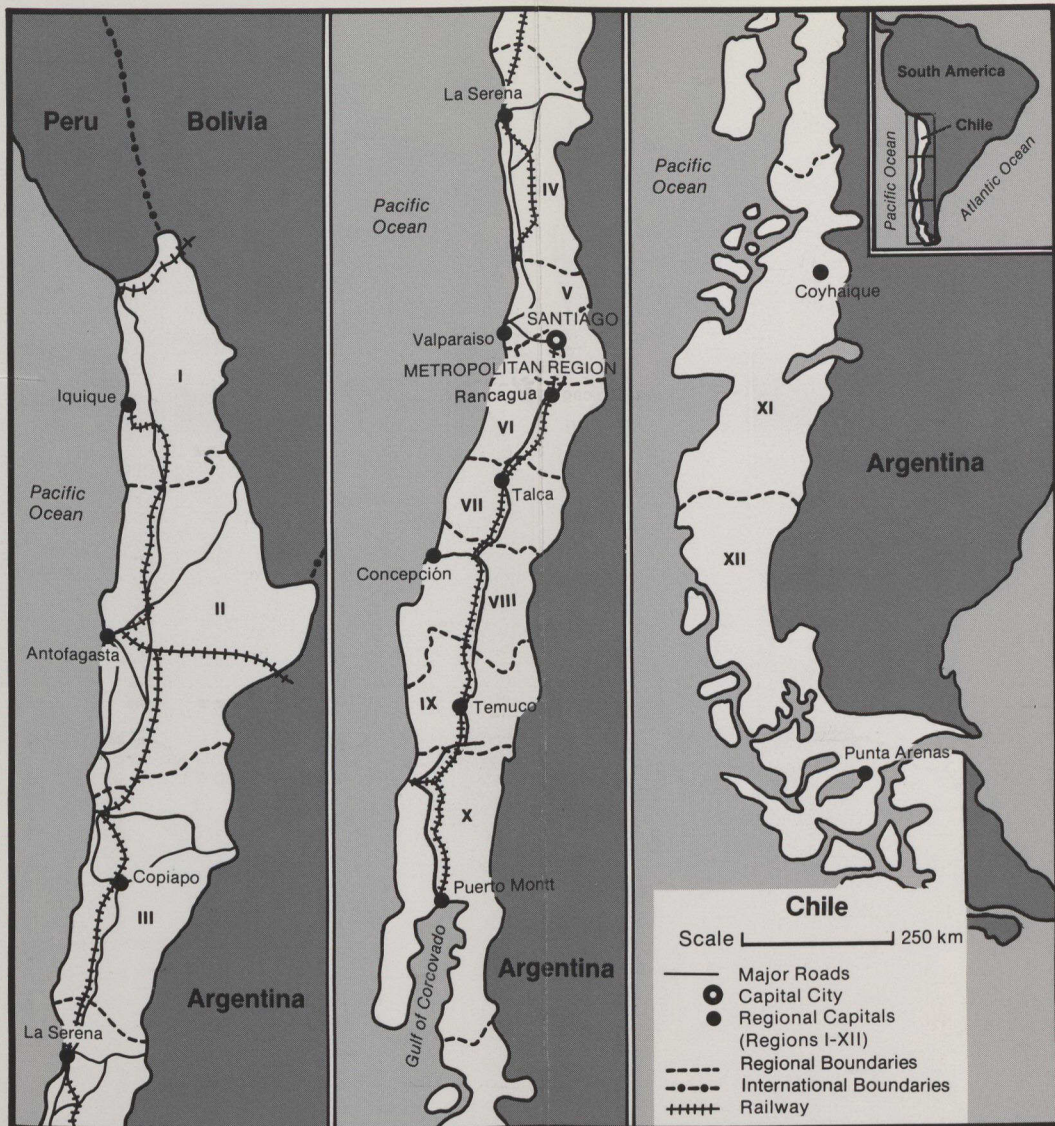 Peru
Bolivia
I
Iquique
Pacific
Ocean
II
Antofagasta
Copiapo
III
Argentina
La Serena
La Serena
Pacific
Ocean
IV
V
SANTIAGO
Valparaiso
METROPOLITAN REGION
Rancagua
VI
Talca
VII
Concepción
VIII
IX
Temuco
X
Puerto Montt
Gulf of Corcovado
Argentina
Pacific
Ocean
Coyhaique
XI
Argentina
XII
Punta Arenas
South America
Chile
Pacific Ocean
Atlantic Ocean
Chile
Scale 250 km
Major Roads
Capital City
Regional Capitals
(Regions I-XII)
Regional Boundaries
International Boundaries
Railway